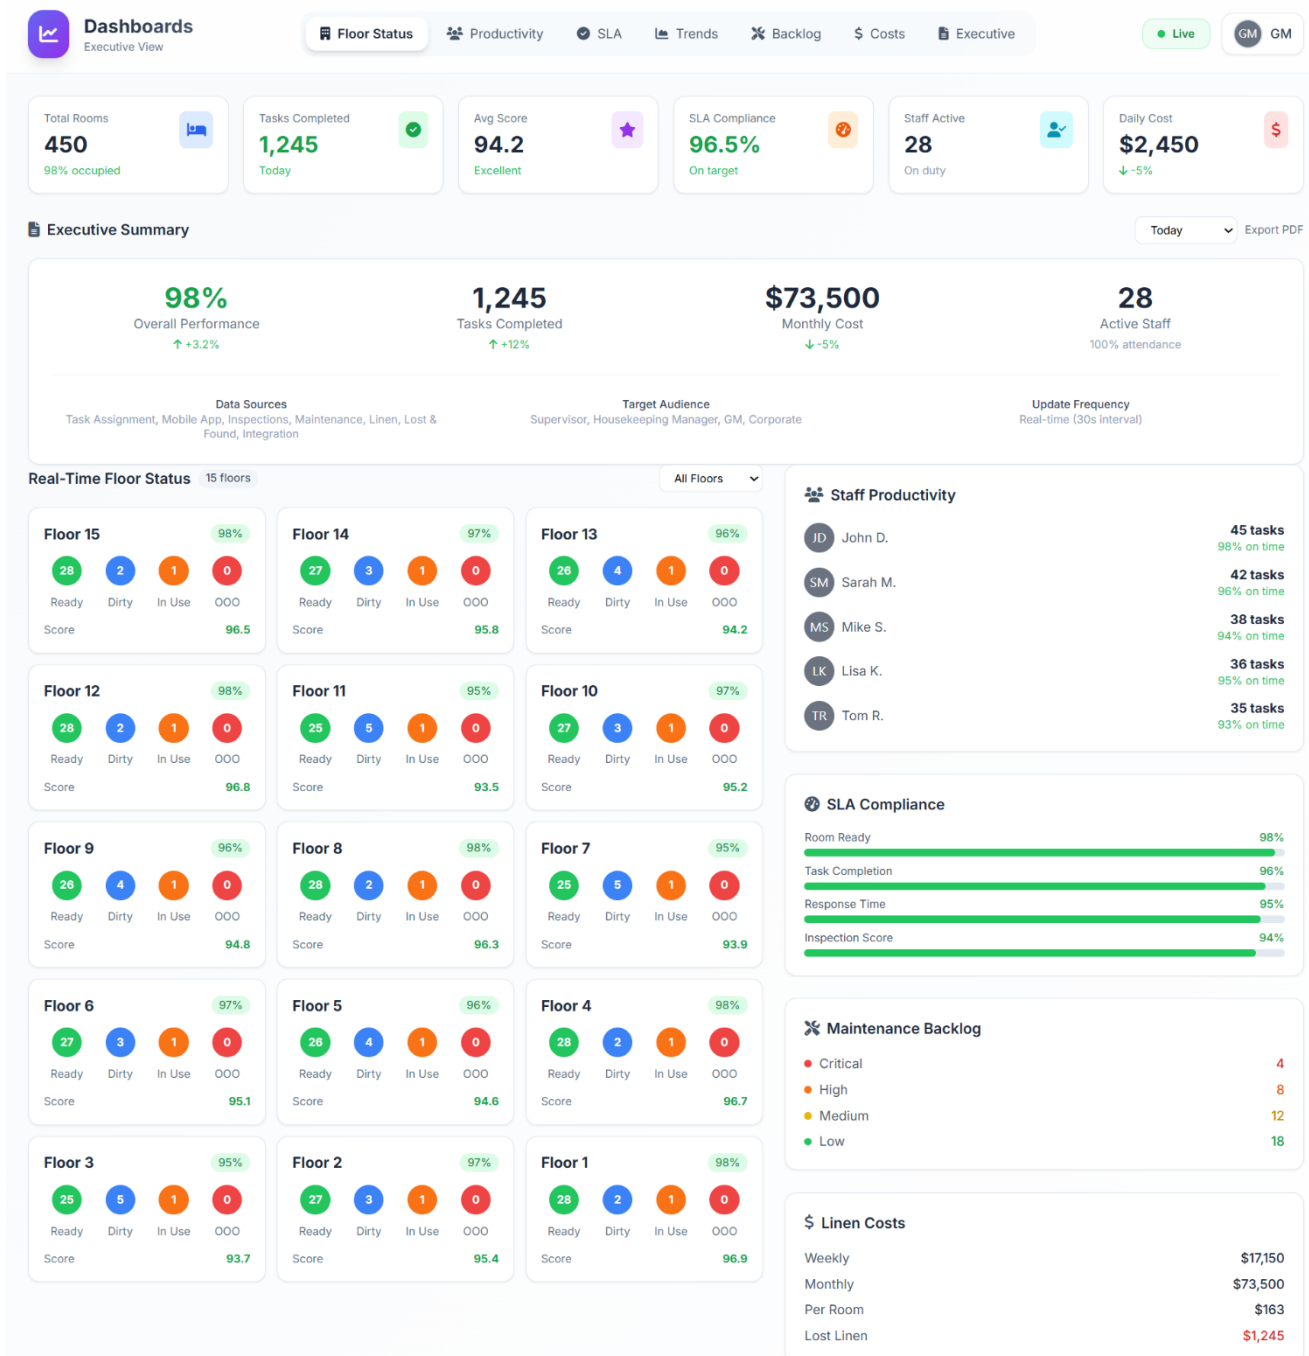 Dashboards
Executive View
Floor Status
Productivity
SLA
Trends
Backlog
$ Costs
Executive
Live
GM GM
Total Rooms
450
98% occupied
Tasks Completed
1,245
Today
Avg Score
94.2
Excellent
SLA Compliance
96.5%
On target
Staff Active
28
On duty
Daily Cost
$2,450
↓ -5%
$
Executive Summary
Today
Export PDF
98%
Overall Performance
↑ +3.2%
1,245
Tasks Completed
↑ +12%
$73,500
Monthly Cost
↓ -5%
28
Active Staff
100% attendance
Data Sources
Task Assignment, Mobile App, Inspections, Maintenance, Linen, Lost &
Found, Integration
Target Audience
Supervisor, Housekeeping Manager, GM, Corporate
Update Frequency
Real-time (30s interval)
Real-Time Floor Status 15 floors
All Floors
Floor 15 98%
28 2 1 0
Ready Dirty In Use OOO
Score 96.5
Floor 14 97%
27 3 1 0
Ready Dirty In Use OOO
Score 95.8
Floor 13 96%
26 4 1 0
Ready Dirty In Use OOO
Score 94.2
Floor 12 98%
28 2 1 0
Ready Dirty In Use OOO
Score 96.8
Floor 11 95%
25 5 1 0
Ready Dirty In Use OOO
Score 93.5
Floor 10 97%
27 3 1 0
Ready Dirty In Use OOO
Score 95.2
Floor 9 96%
26 4 1 0
Ready Dirty In Use OOO
Score 94.8
Floor 8 98%
28 2 1 0
Ready Dirty In Use OOO
Score 96.3
Floor 7 95%
25 5 1 0
Ready Dirty In Use OOO
Score 93.9
Floor 6 97%
27 3 1 0
Ready Dirty In Use OOO
Score 95.1
Floor 5 96%
26 4 1 0
Ready Dirty In Use OOO
Score 94.6
Floor 4 98%
28 2 1 0
Ready Dirty In Use OOO
Score 96.7
Floor 3 95%
25 5 1 0
Ready Dirty In Use OOO
Score 93.7
Floor 2 97%
27 3 1 0
Ready Dirty In Use OOO
Score 95.4
Floor 1 98%
28 2 1 0
Ready Dirty In Use OOO
Score 96.9
Staff Productivity
JD John D. 45 tasks
98% on time
SM Sarah M. 42 tasks
96% on time
MS Mike S. 38 tasks
94% on time
LK Lisa K. 36 tasks
95% on time
TR Tom R. 35 tasks
93% on time
SLA Compliance
Room Ready 98%
Task Completion 96%
Response Time 95%
Inspection Score 94%
Maintenance Backlog
Critical 4
High 8
Medium 12
Low 18
$ Linen Costs
Weekly $17,150
Monthly $73,500
Per Room $163
Lost Linen $1,245